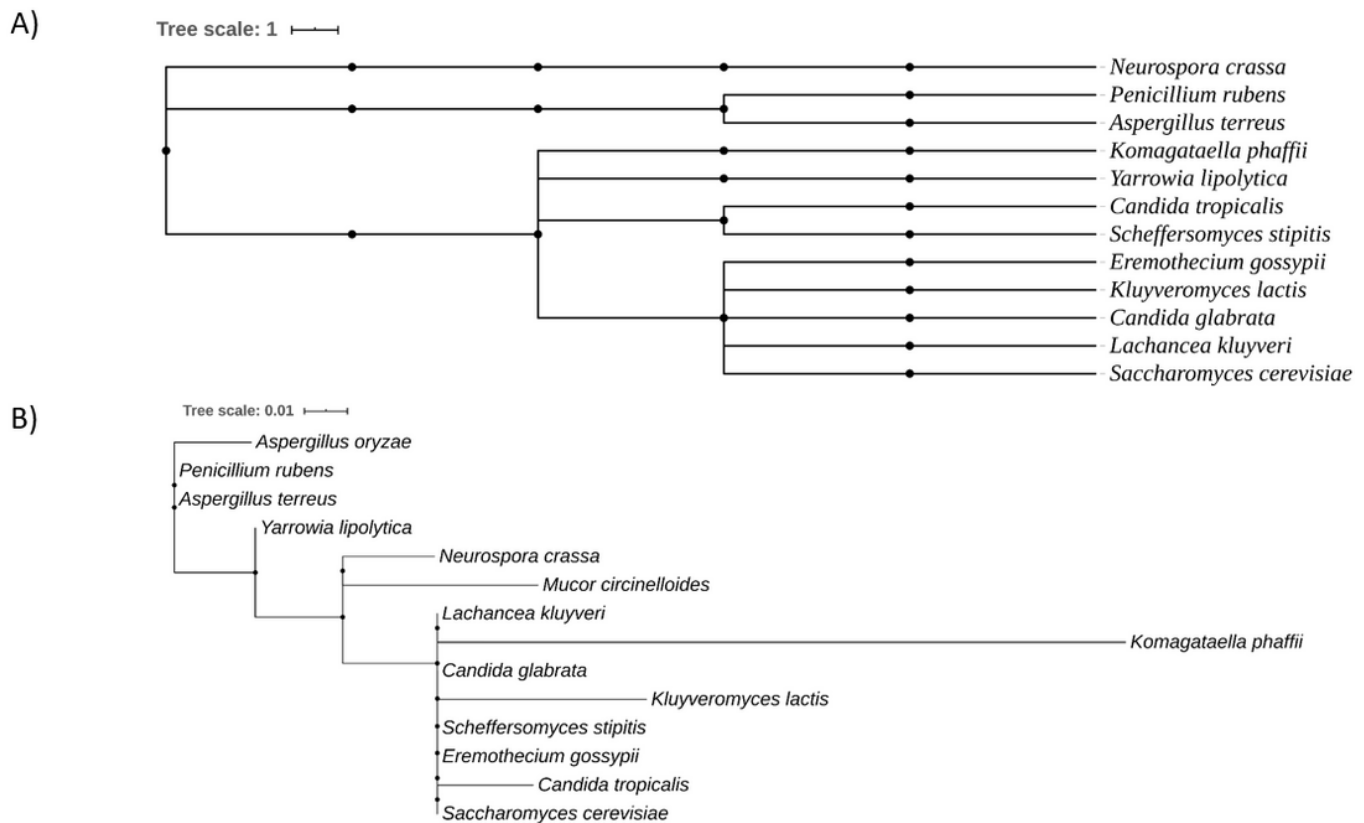 A)
Tree scale: 1
Neurospora crassa
Penicillium rubens
Aspergillus terreus
Komagataella phaffii
Yarrowia lipolytica
Candida tropicalis
Scheffersomyces stipitis
Eremothecium gossypii
Kluyveromyces lactis
Candida glabrata
Lachancea kluyveri
Saccharomyces cerevisiae
B)
Tree scale: 0.01
Aspergillus oryzae
Penicillium rubens
Aspergillus terreus
Yarrowia lipolytica
Neurospora crassa
Mucor circinelloides
Lachancea kluyveri
Komagataella phaffii
Candida glabrata
Kluyveromyces lactis
Scheffersomyces stipitis
Eremothecium gossypii
Candida tropicalis
Saccharomyces cerevisiae